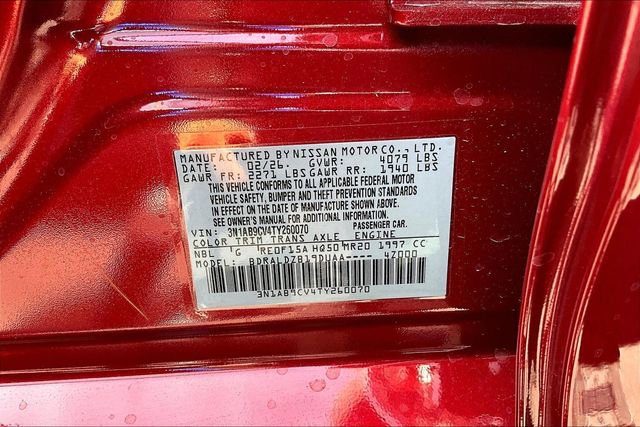 MANUFACTURED BY NISSAN MOTOR CO., LTD.
DATE: 02/26 GVWR: 4079 LBS
GAWR FR: 2271 LBS GAWR RR: 1940 LBS
THIS VEHICLE CONFORMS TO ALL APPLICABLE FEDERAL MOTOR
VEHICLE SAFETY, BUMPER AND THEFT PREVENTION STANDARDS
IN EFFECT ON THE DATE OF MANUFACTURE SHOWN ABOVE.
SEE OWNER'S MANUAL FOR ADDITIONAL INFORMATION.
VIN: 3N1AB9CV4TY260070 PASSENGER CAR.
COLOR TRIM TRANS AXLE ENGINE
NBL G RE0F15A HQ50 MR20 1997 CC
MODEL: BDRALDZB19DUAA---- 4Z000
3N1AB9CV4TY260070